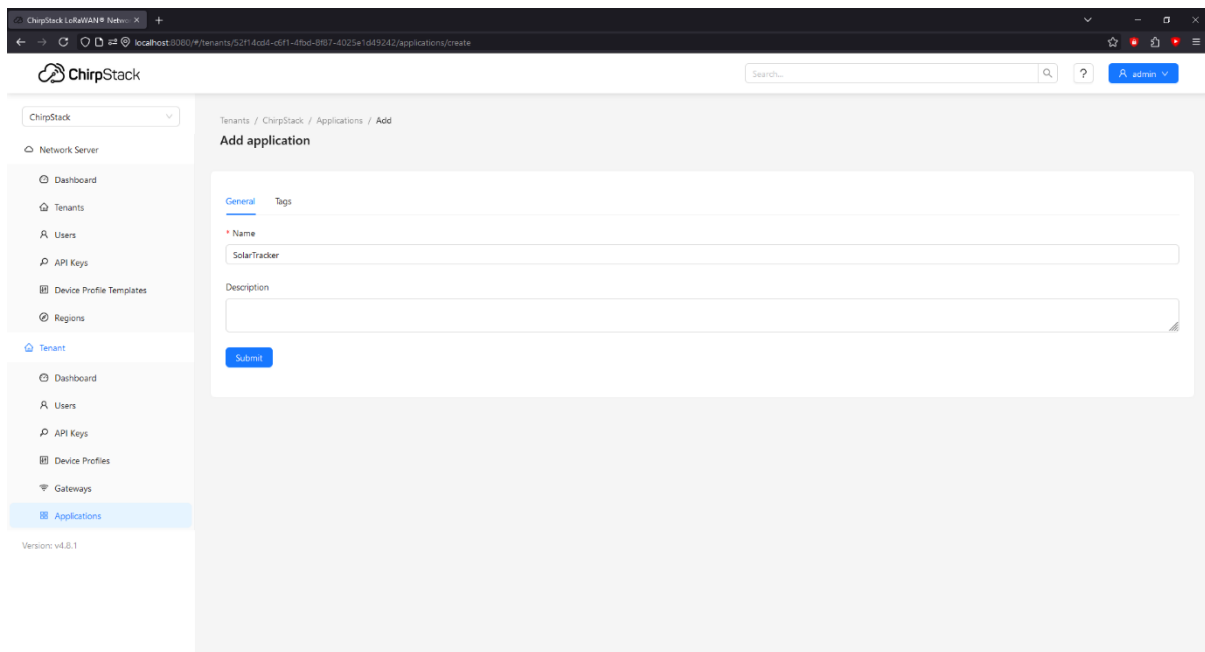 ChirpStack LoRaWAN® Netwo
localhost:8080/#/tenants/52f14cd4-c6f1-4fbd-8f87-4025e1d49242/applications/create
ChirpStack
Search...
?
admin
ChirpStack
Network Server
Dashboard
Tenants
Users
API Keys
Device Profile Templates
Regions
Tenant
Dashboard
Users
API Keys
Device Profiles
Gateways
Applications
Version: v4.8.1
Tenants / ChirpStack / Applications / Add
Add application
General Tags
* Name
SolarTracker
Description
Submit